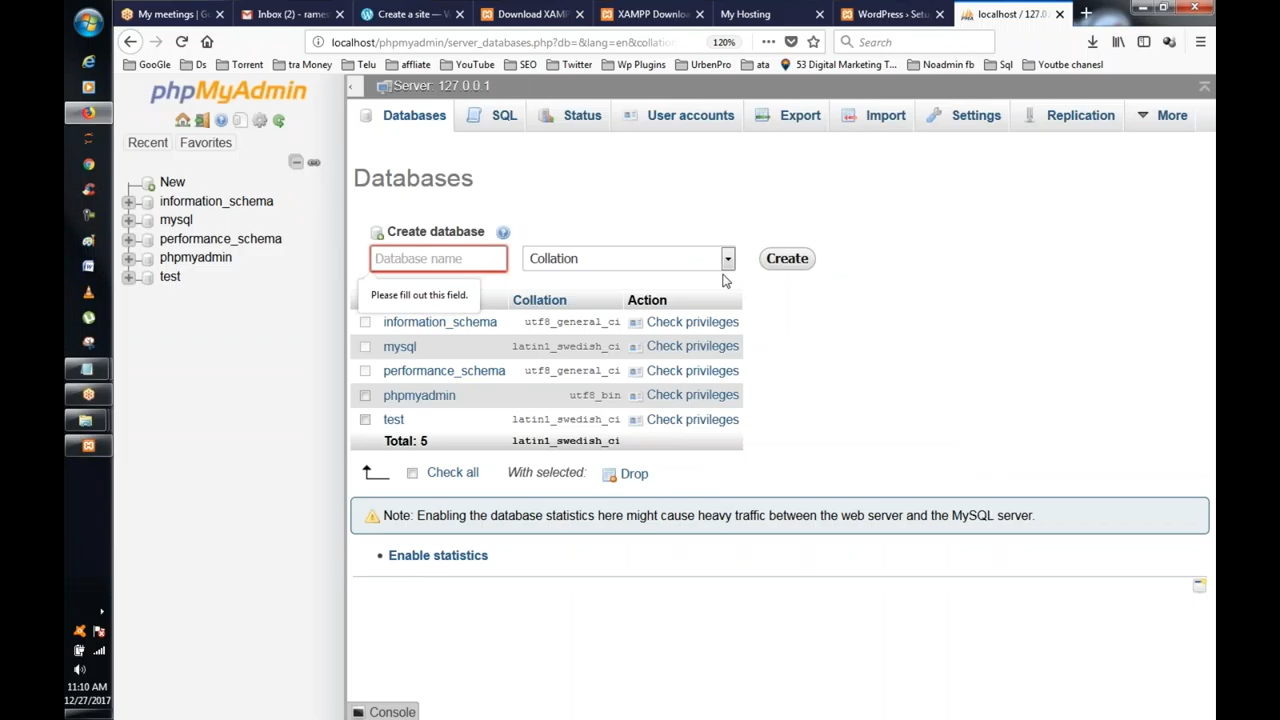 My meetings | G
Inbox (2) - rames
Create a site — W
Download XAMP
XAMPP Downloa
My Hosting
WordPress › Setu
localhost / 127.0.
localhost/phpmyadmin/server_databases.php?db=&lang=en&collatio
120%
Search
GooGle
Ds
Torrent
tra Money
Telu
affliate
YouTube
SEO
Twitter
Wp Plugins
UrbenPro
ata
53 Digital Marketing T...
Noadmin fb
Sql
Youtbe chanesl
phpMyAdmin
Recent
Favorites
New
information_schema
mysql
performance_schema
phpmyadmin
test
Server: 127.0.0.1
Databases
SQL
Status
User accounts
Export
Import
Settings
Replication
More
Databases
Create database
Database name
Collation
Create
Please fill out this field.
Collation
Action
information_schema utf8_general_ci Check privileges
mysql latin1_swedish_ci Check privileges
performance_schema utf8_general_ci Check privileges
phpmyadmin utf8_bin Check privileges
test latin1_swedish_ci Check privileges
Total: 5 latin1_swedish_ci
Check all With selected: Drop
Note: Enabling the database statistics here might cause heavy traffic between the web server and the MySQL server.
• Enable statistics
Console
11:10 AM
12/27/2017